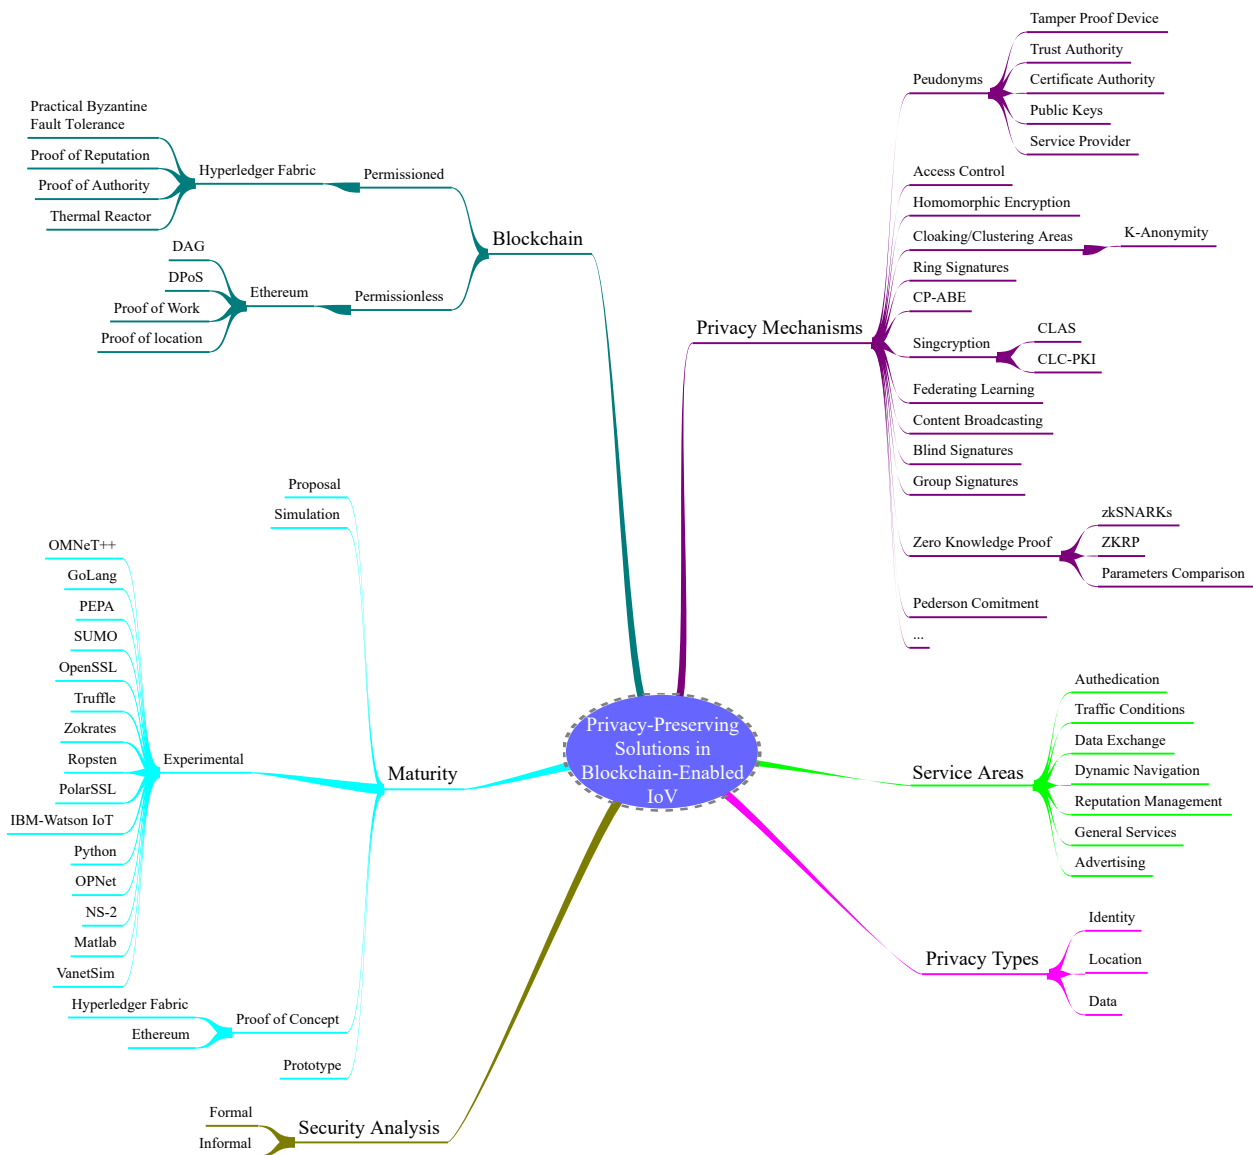 Privacy-Preserving
Solutions in
Blockchain-Enabled
IoV
Blockchain
Permissioned
Hyperledger Fabric
Practical Byzantine
Fault Tolerance
Proof of Reputation
Proof of Authority
Thermal Reactor
Permissionless
Ethereum
DAG
DPoS
Proof of Work
Proof of location
Privacy Mechanisms
Peudonyms
Tamper Proof Device
Trust Authority
Certificate Authority
Public Keys
Service Provider
Access Control
Homomorphic Encryption
Cloaking/Clustering Areas
K-Anonymity
Ring Signatures
CP-ABE
Singcryption
CLAS
CLC-PKI
Federating Learning
Content Broadcasting
Blind Signatures
Group Signatures
Zero Knowledge Proof
zkSNARKs
ZKRP
Parameters Comparison
Pederson Comitment
...
Maturity
Proposal
Simulation
Experimental
OMNeT++
GoLang
PEPA
SUMO
OpenSSL
Truffle
Zokrates
Ropsten
PolarSSL
IBM-Watson IoT
Python
OPNet
NS-2
Matlab
VanetSim
Proof of Concept
Hyperledger Fabric
Ethereum
Prototype
Service Areas
Authedication
Traffic Conditions
Data Exchange
Dynamic Navigation
Reputation Management
General Services
Advertising
Privacy Types
Identity
Location
Data
Security Analysis
Formal
Informal